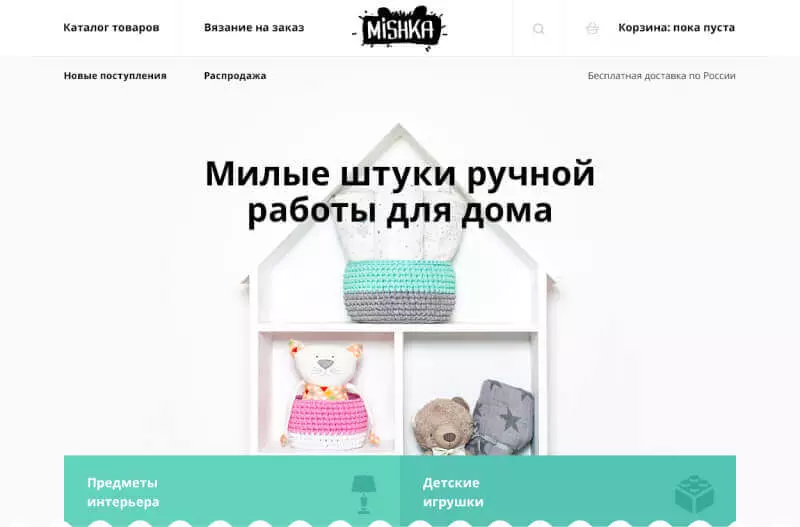 Каталог товаров
Вязание на заказ
MiSHKA
Корзина: пока пуста
Новые поступления
Распродажа
Бесплатная доставка по России
Милые штуки ручной
работы для дома
Предметы
интерьера
Детские
игрушки